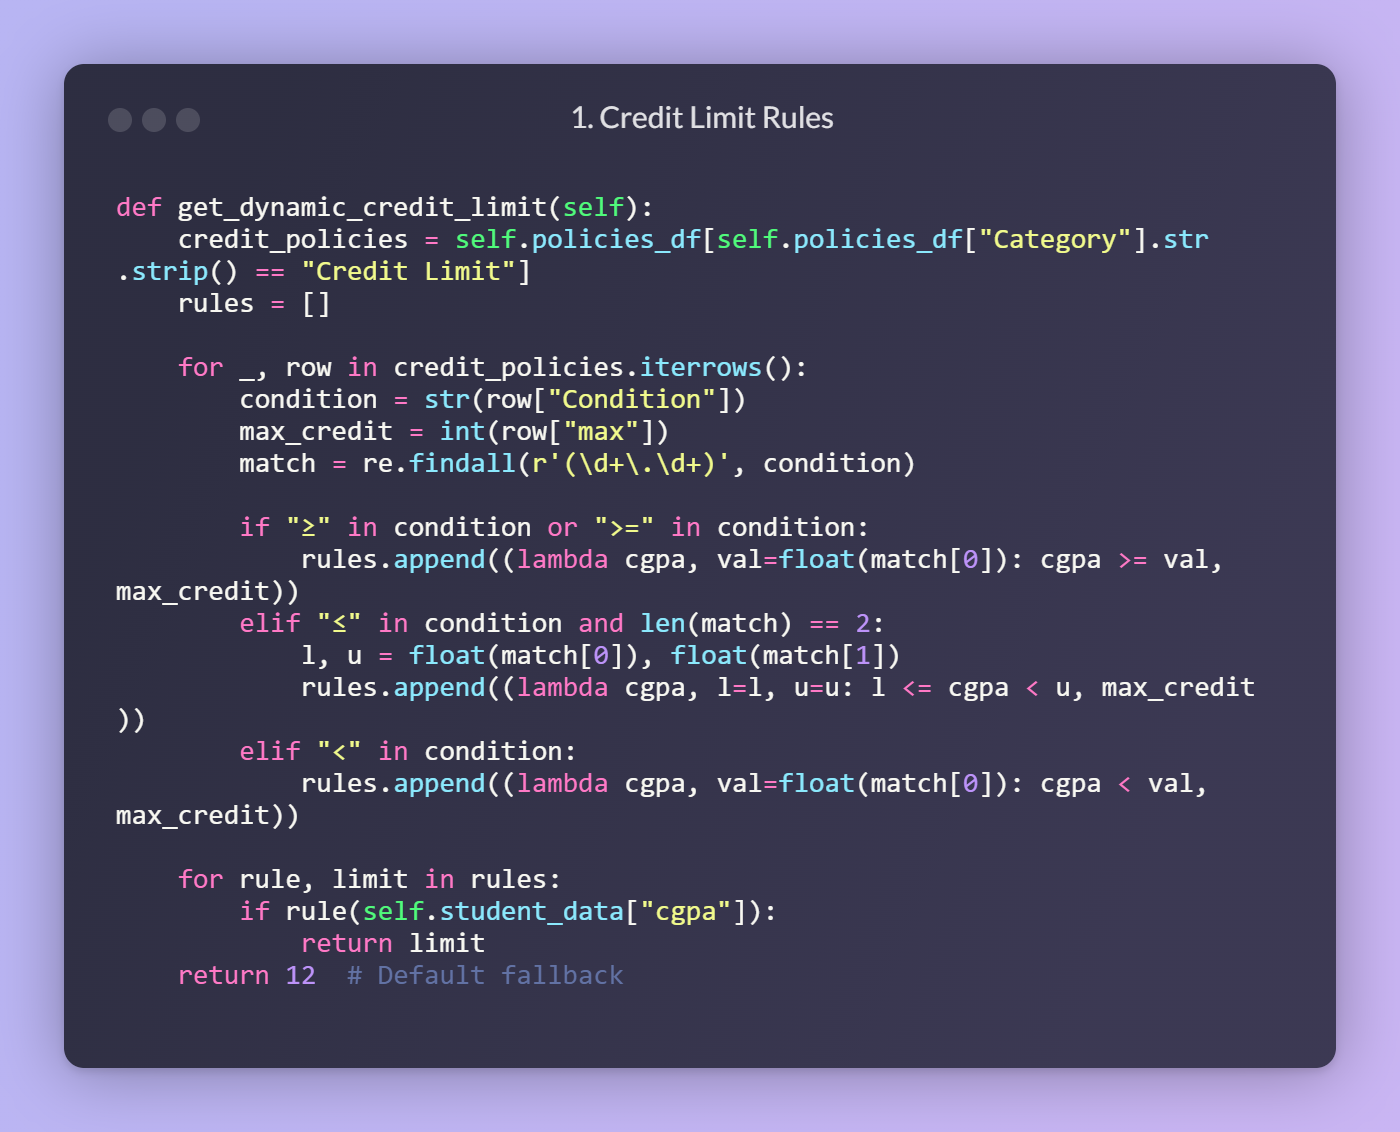 1. Credit Limit Rules
def get_dynamic_credit_limit(self):
    credit_policies = self.policies_df[self.policies_df["Category"].str
.strip() == "Credit Limit"]
    rules = []

    for _, row in credit_policies.iterrows():
        condition = str(row["Condition"])
        max_credit = int(row["max"])
        match = re.findall(r'(\d+\.\d+)', condition)

        if "≥" in condition or ">=" in condition:
            rules.append((lambda cgpa, val=float(match[0]): cgpa >= val,
max_credit))
        elif "≤" in condition and len(match) == 2:
            l, u = float(match[0]), float(match[1])
            rules.append((lambda cgpa, l=l, u=u: l <= cgpa < u, max_credit
))
        elif "<" in condition:
            rules.append((lambda cgpa, val=float(match[0]): cgpa < val,
max_credit))

    for rule, limit in rules:
        if rule(self.student_data["cgpa"]):
            return limit
    return 12  # Default fallback